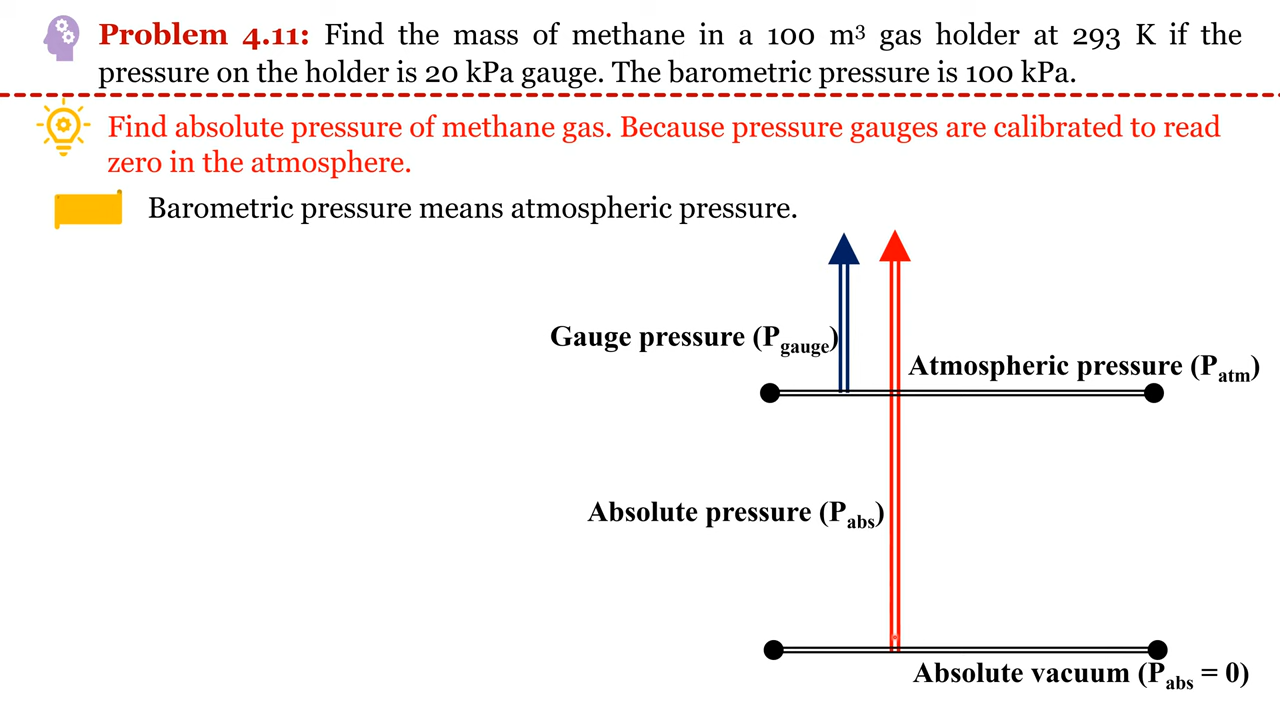 Problem 4.11: Find the mass of methane in a 100 m³ gas holder at 293 K if the
pressure on the holder is 20 kPa gauge. The barometric pressure is 100 kPa.
Find absolute pressure of methane gas. Because pressure gauges are calibrated to read
zero in the atmosphere.
Barometric pressure means atmospheric pressure.
Gauge pressure (Pgauge)
Atmospheric pressure (Patm)
Absolute pressure (Pabs)
Absolute vacuum (Pabs = 0)